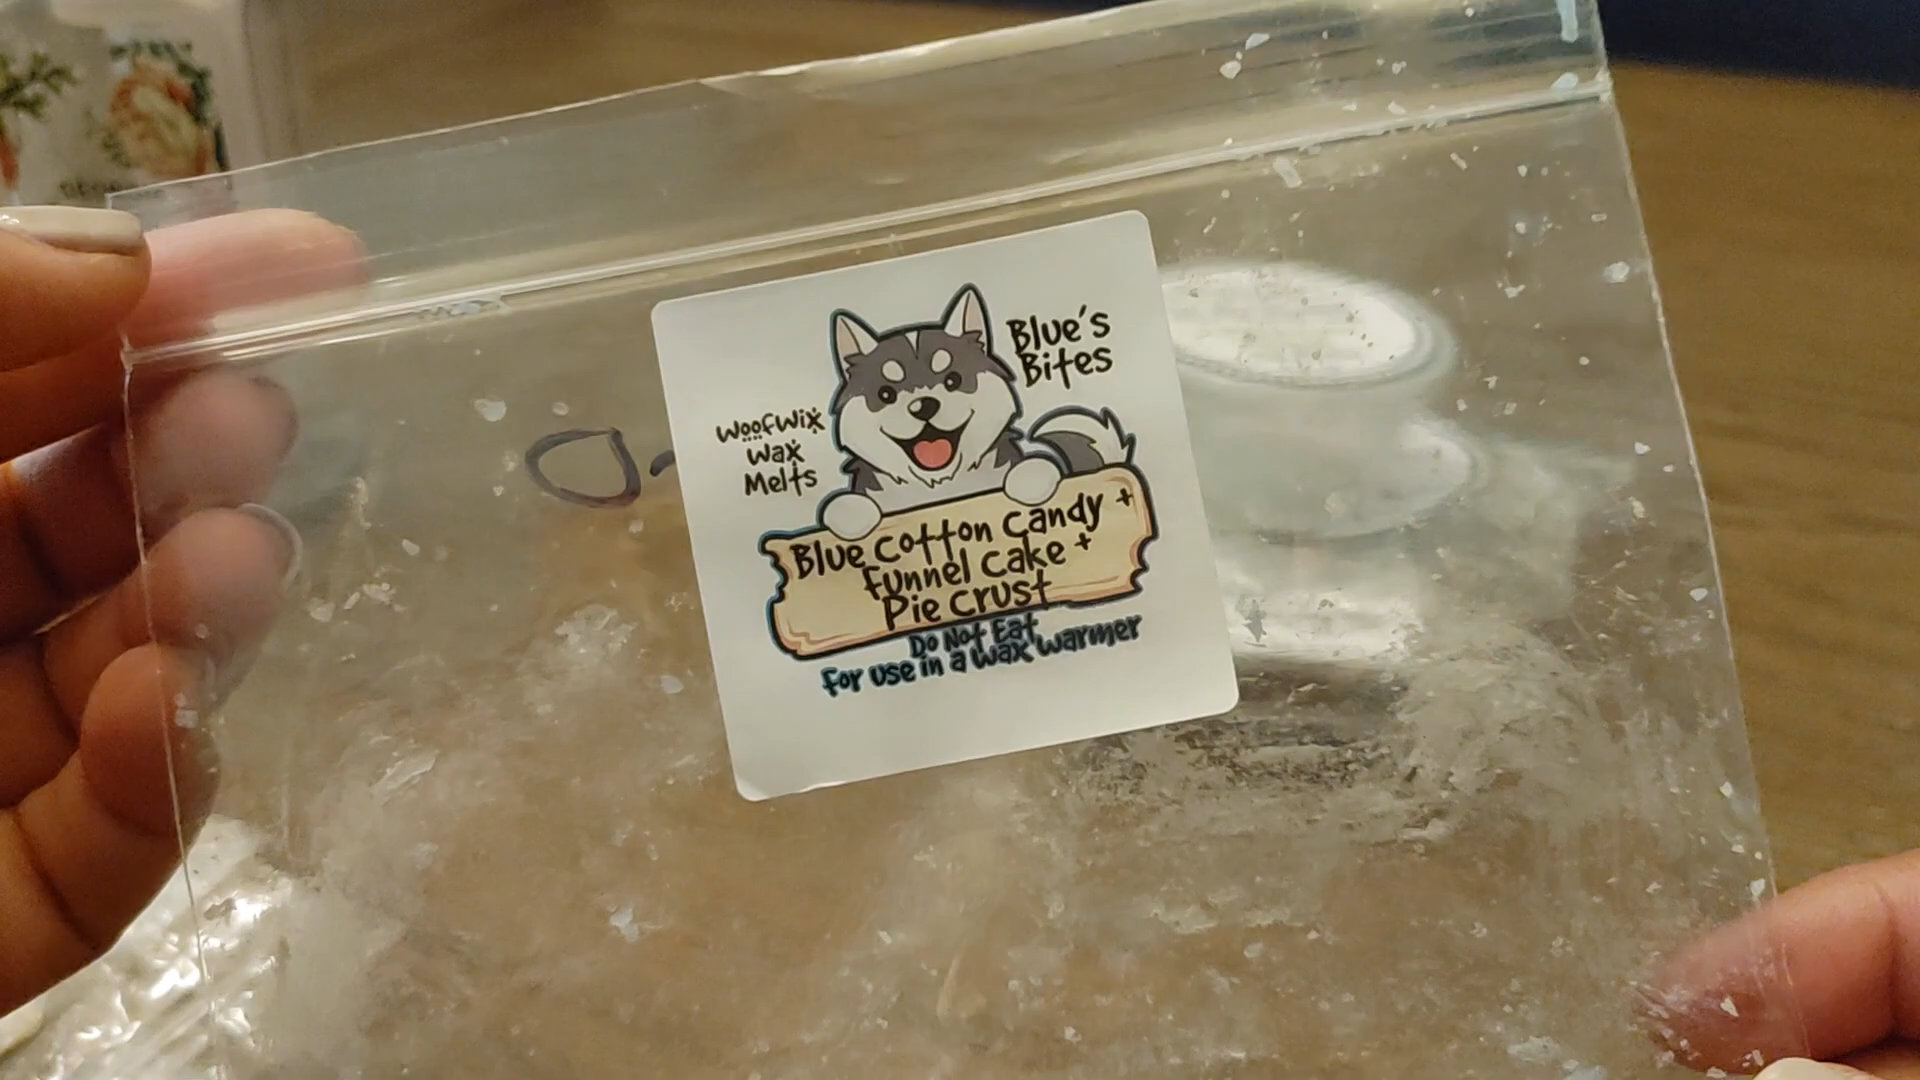 Blue's
Bites
WoofWix
Wax
Melts
Blue Cotton Candy +
Funnel Cake +
Pie Crust
Do Not Eat
For use in a wax warmer